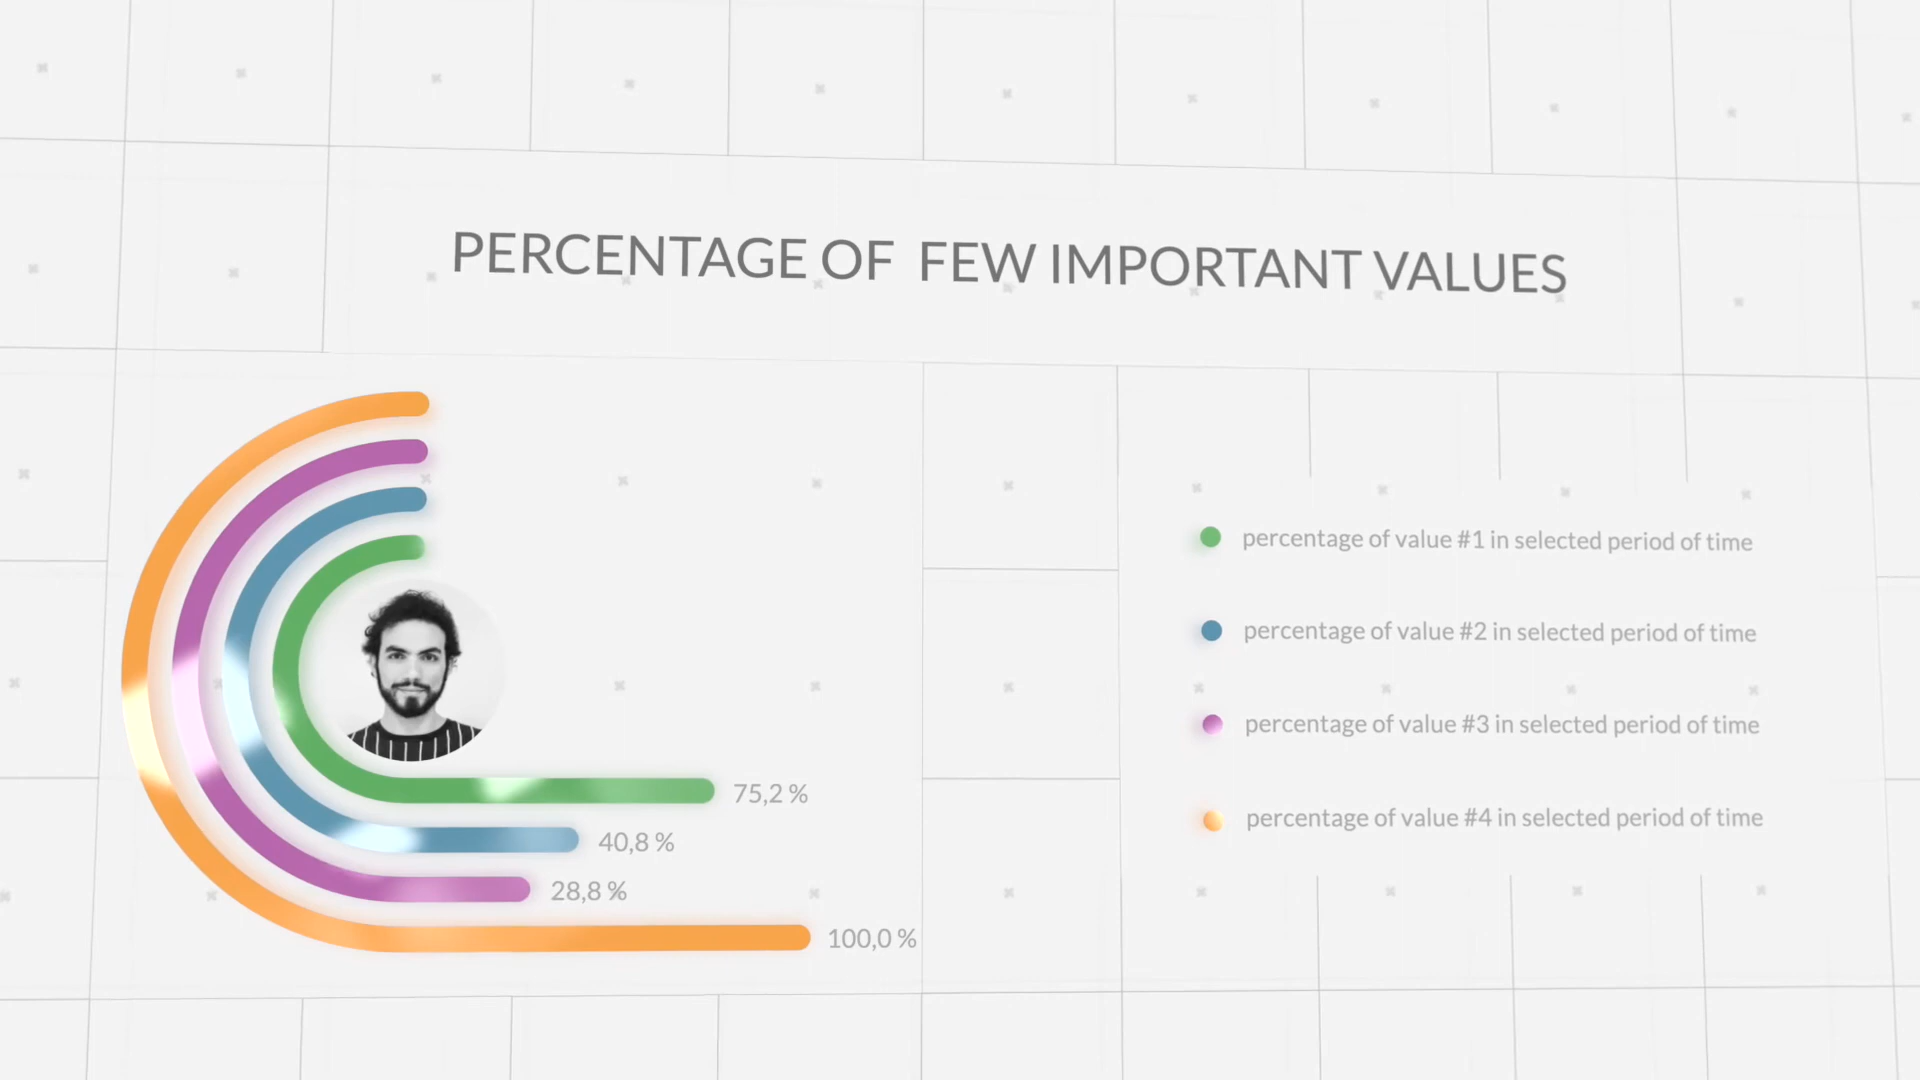 PERCENTAGE OF FEW IMPORTANT VALUES
75,2 %
40,8 %
28,8 %
100,0 %
percentage of value #1 in selected period of time
percentage of value #2 in selected period of time
percentage of value #3 in selected period of time
percentage of value #4 in selected period of time